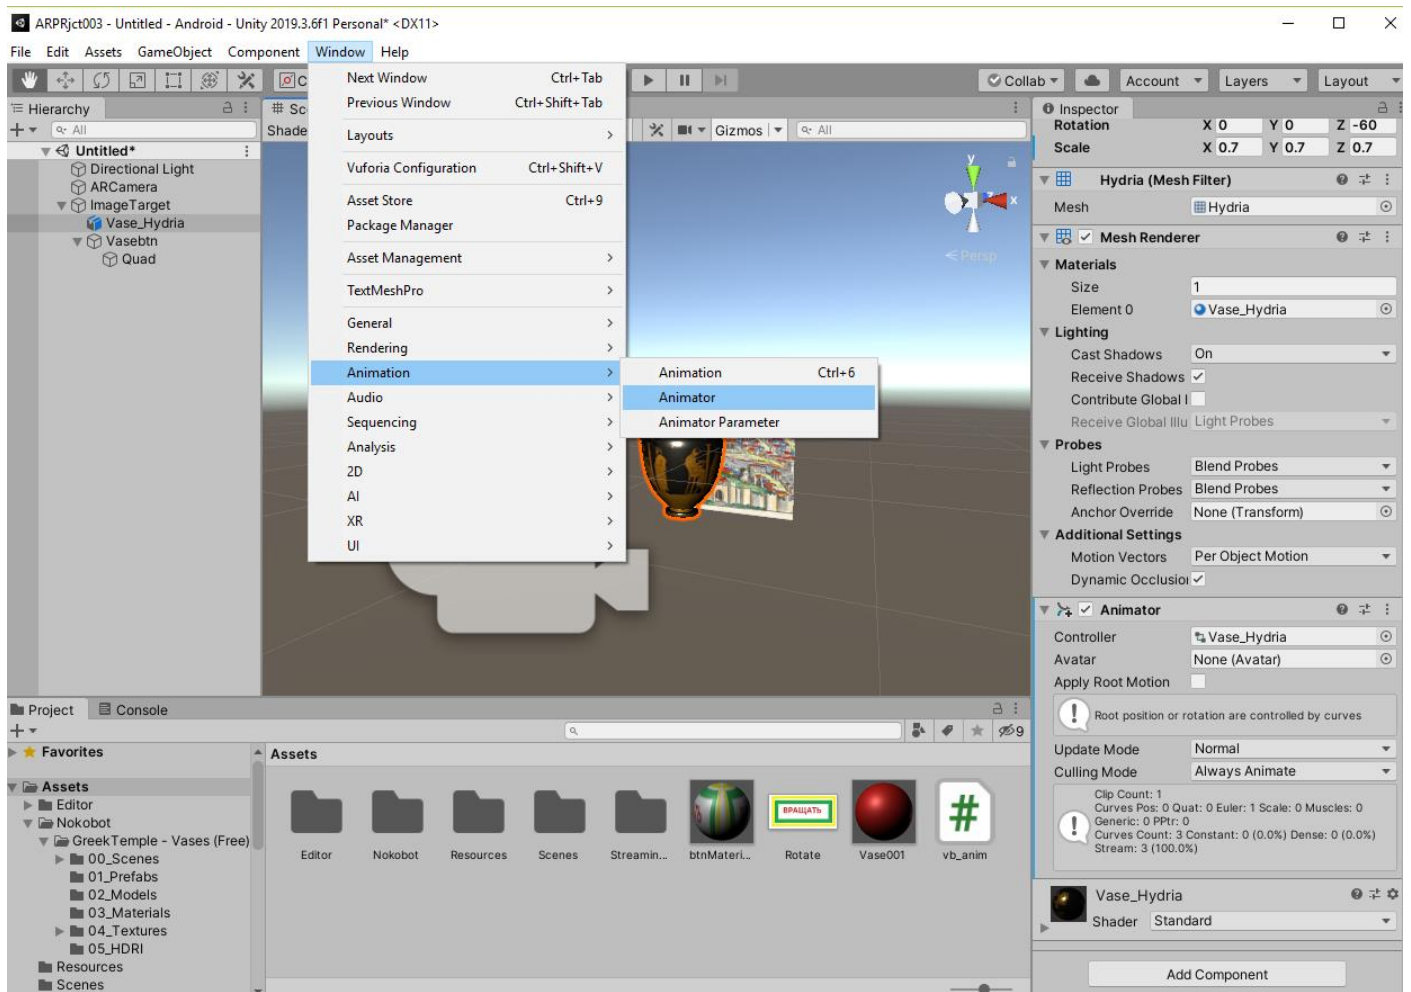 ARPRjct003 - Untitled - Android - Unity 2019.3.6f1 Personal* <DX11>
File Edit Assets GameObject Component Window Help
C
Collab Account Layers Layout
Hierarchy
All
Untitled*
Directional Light
ARCamera
ImageTarget
Vase_Hydria
Vasebtn
Quad
# Sc
Shade
Gizmos All
Next Window Ctrl+Tab
Previous Window Ctrl+Shift+Tab
Layouts
Vuforia Configuration Ctrl+Shift+V
Asset Store Ctrl+9
Package Manager
Asset Management
TextMeshPro
General
Rendering
Animation
Audio
Sequencing
Analysis
2D
AI
XR
UI
Animation Ctrl+6
Animator
Animator Parameter
y
x
Persp
Inspector
Rotation X 0 Y 0 Z -60
Scale X 0.7 Y 0.7 Z 0.7
Hydria (Mesh Filter)
Mesh Hydria
Mesh Renderer
Materials
Size 1
Element 0 Vase_Hydria
Lighting
Cast Shadows On
Receive Shadows
Contribute Global I
Receive Global Illu Light Probes
Probes
Light Probes Blend Probes
Reflection Probes Blend Probes
Anchor Override None (Transform)
Additional Settings
Motion Vectors Per Object Motion
Dynamic Occlusion
Animator
Controller Vase_Hydria
Avatar None (Avatar)
Apply Root Motion
Root position or rotation are controlled by curves
Update Mode Normal
Culling Mode Always Animate
Clip Count: 1
Curves Pos: 0 Quat: 0 Euler: 1 Scale: 0 Muscles: 0
Generic: 0 PPtr: 0
Curves Count: 3 Constant: 0 (0.0%) Dense: 0 (0.0%)
Stream: 3 (100.0%)
Vase_Hydria
Shader Standard
Add Component
Project Console
9
Favorites
Assets
Editor
Nokobot
GreekTemple - Vases (Free)
00_Scenes
01_Prefabs
02_Models
03_Materials
04_Textures
05_HDRI
Resources
Scenes
Assets
ВРАЩАТЬ
#
Editor Nokobot Resources Scenes Streamin... btnMateri... Rotate Vase001 vb_anim